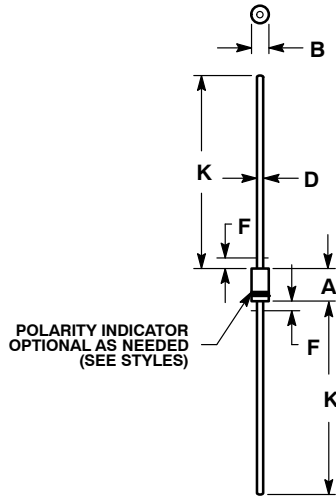 B
K
D
F
A
POLARITY INDICATOR
OPTIONAL AS NEEDED
(SEE STYLES)
F
K